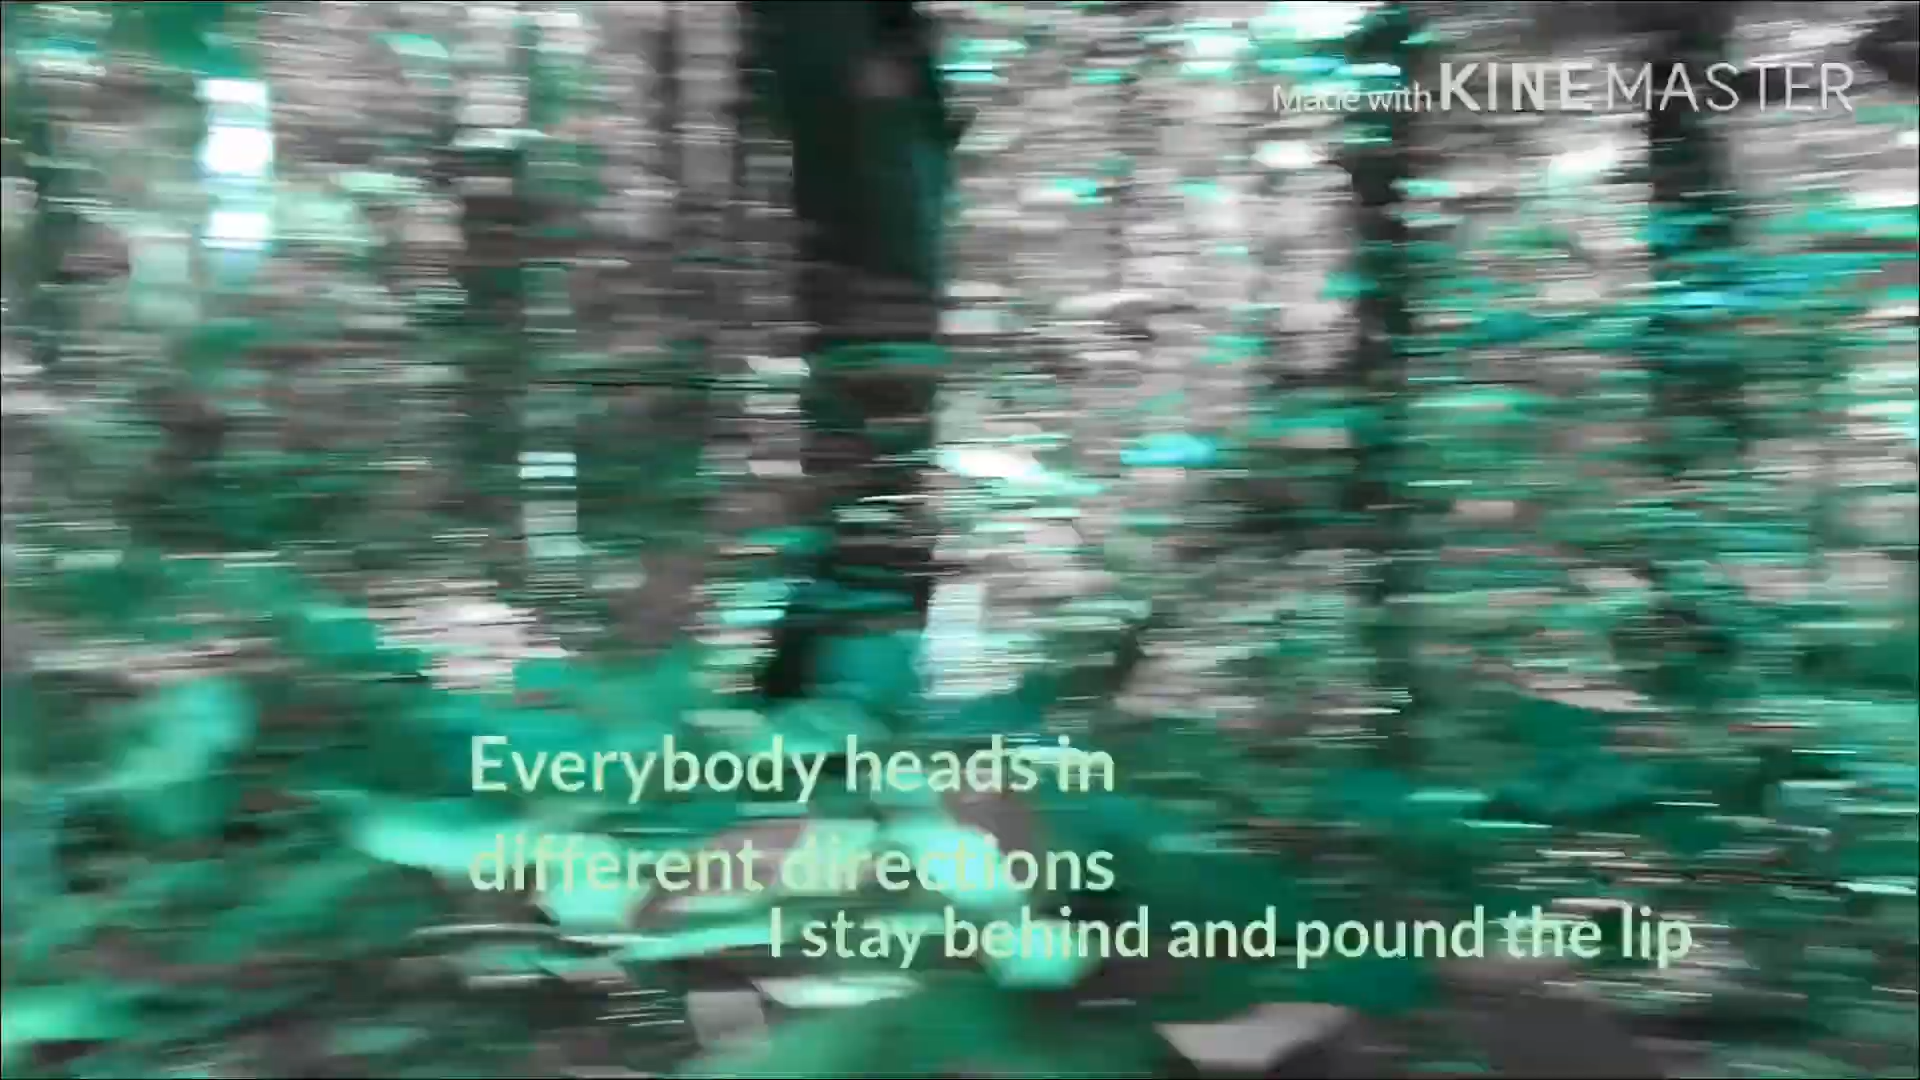 Made with KINEMASTER
Everybody heads in
different directions
I stay behind and pound the lip